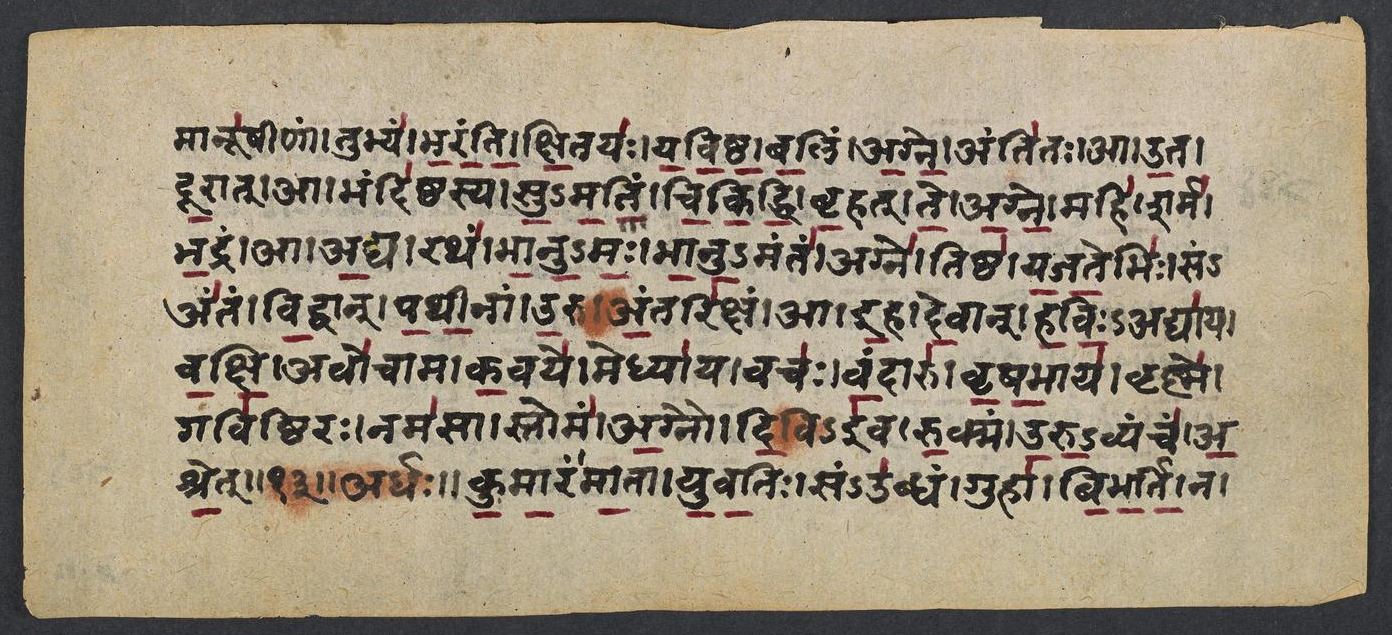 मानुषीणां।तुभ्यं।भरंति।क्षितयः।यविष्ठ।बलिं।अग्ने।अंतितः।आ।उत।
दूरात्।आ।भंदिष्ठस्य।सुऽमतिं।चिकिद्धि।बृहत्।ते।अग्ने।महि।शर्म।
भद्रं।आ।अद्य।रथं।भानुऽमः।भानुऽमंतं।अग्ने।तिष्ठ।यजतेभिः।संऽ
अंतं।विद्वान्।पथीनां।उरु।अंतरिक्षं।आ।इह।देवान्।हविःऽअद्याय।
वक्षि।अवोचाम।कवये।मेध्याय।वचः।वंदारु।वृषभाय।वृष्णे।
गविष्ठिरः।नमसा।स्तोमं।अग्नौ।दिविऽइव।रुक्मं।उरुऽव्यंचं।अ
श्रेत्॥१३॥अर्धः॥कुमारं।माता।युवतिः।संऽउब्धं।गुहा।बिभर्ति।न।